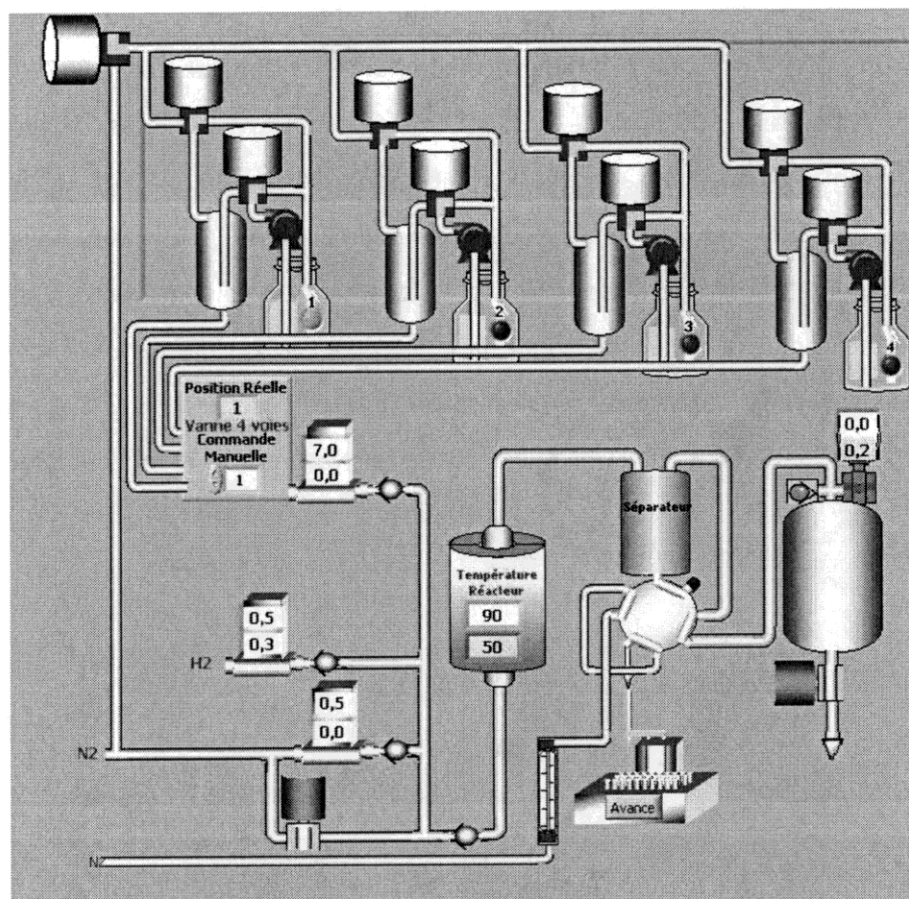 1
2
3
4
Position Réelle
1
Vanne 4 voies
Commande
Manuelle
1
7,0
0,0
0,0
0,2
Séparateur
Température
Réacteur
90
50
0,5
0,3
H2
0,5
0,0
N2
Avance
N2